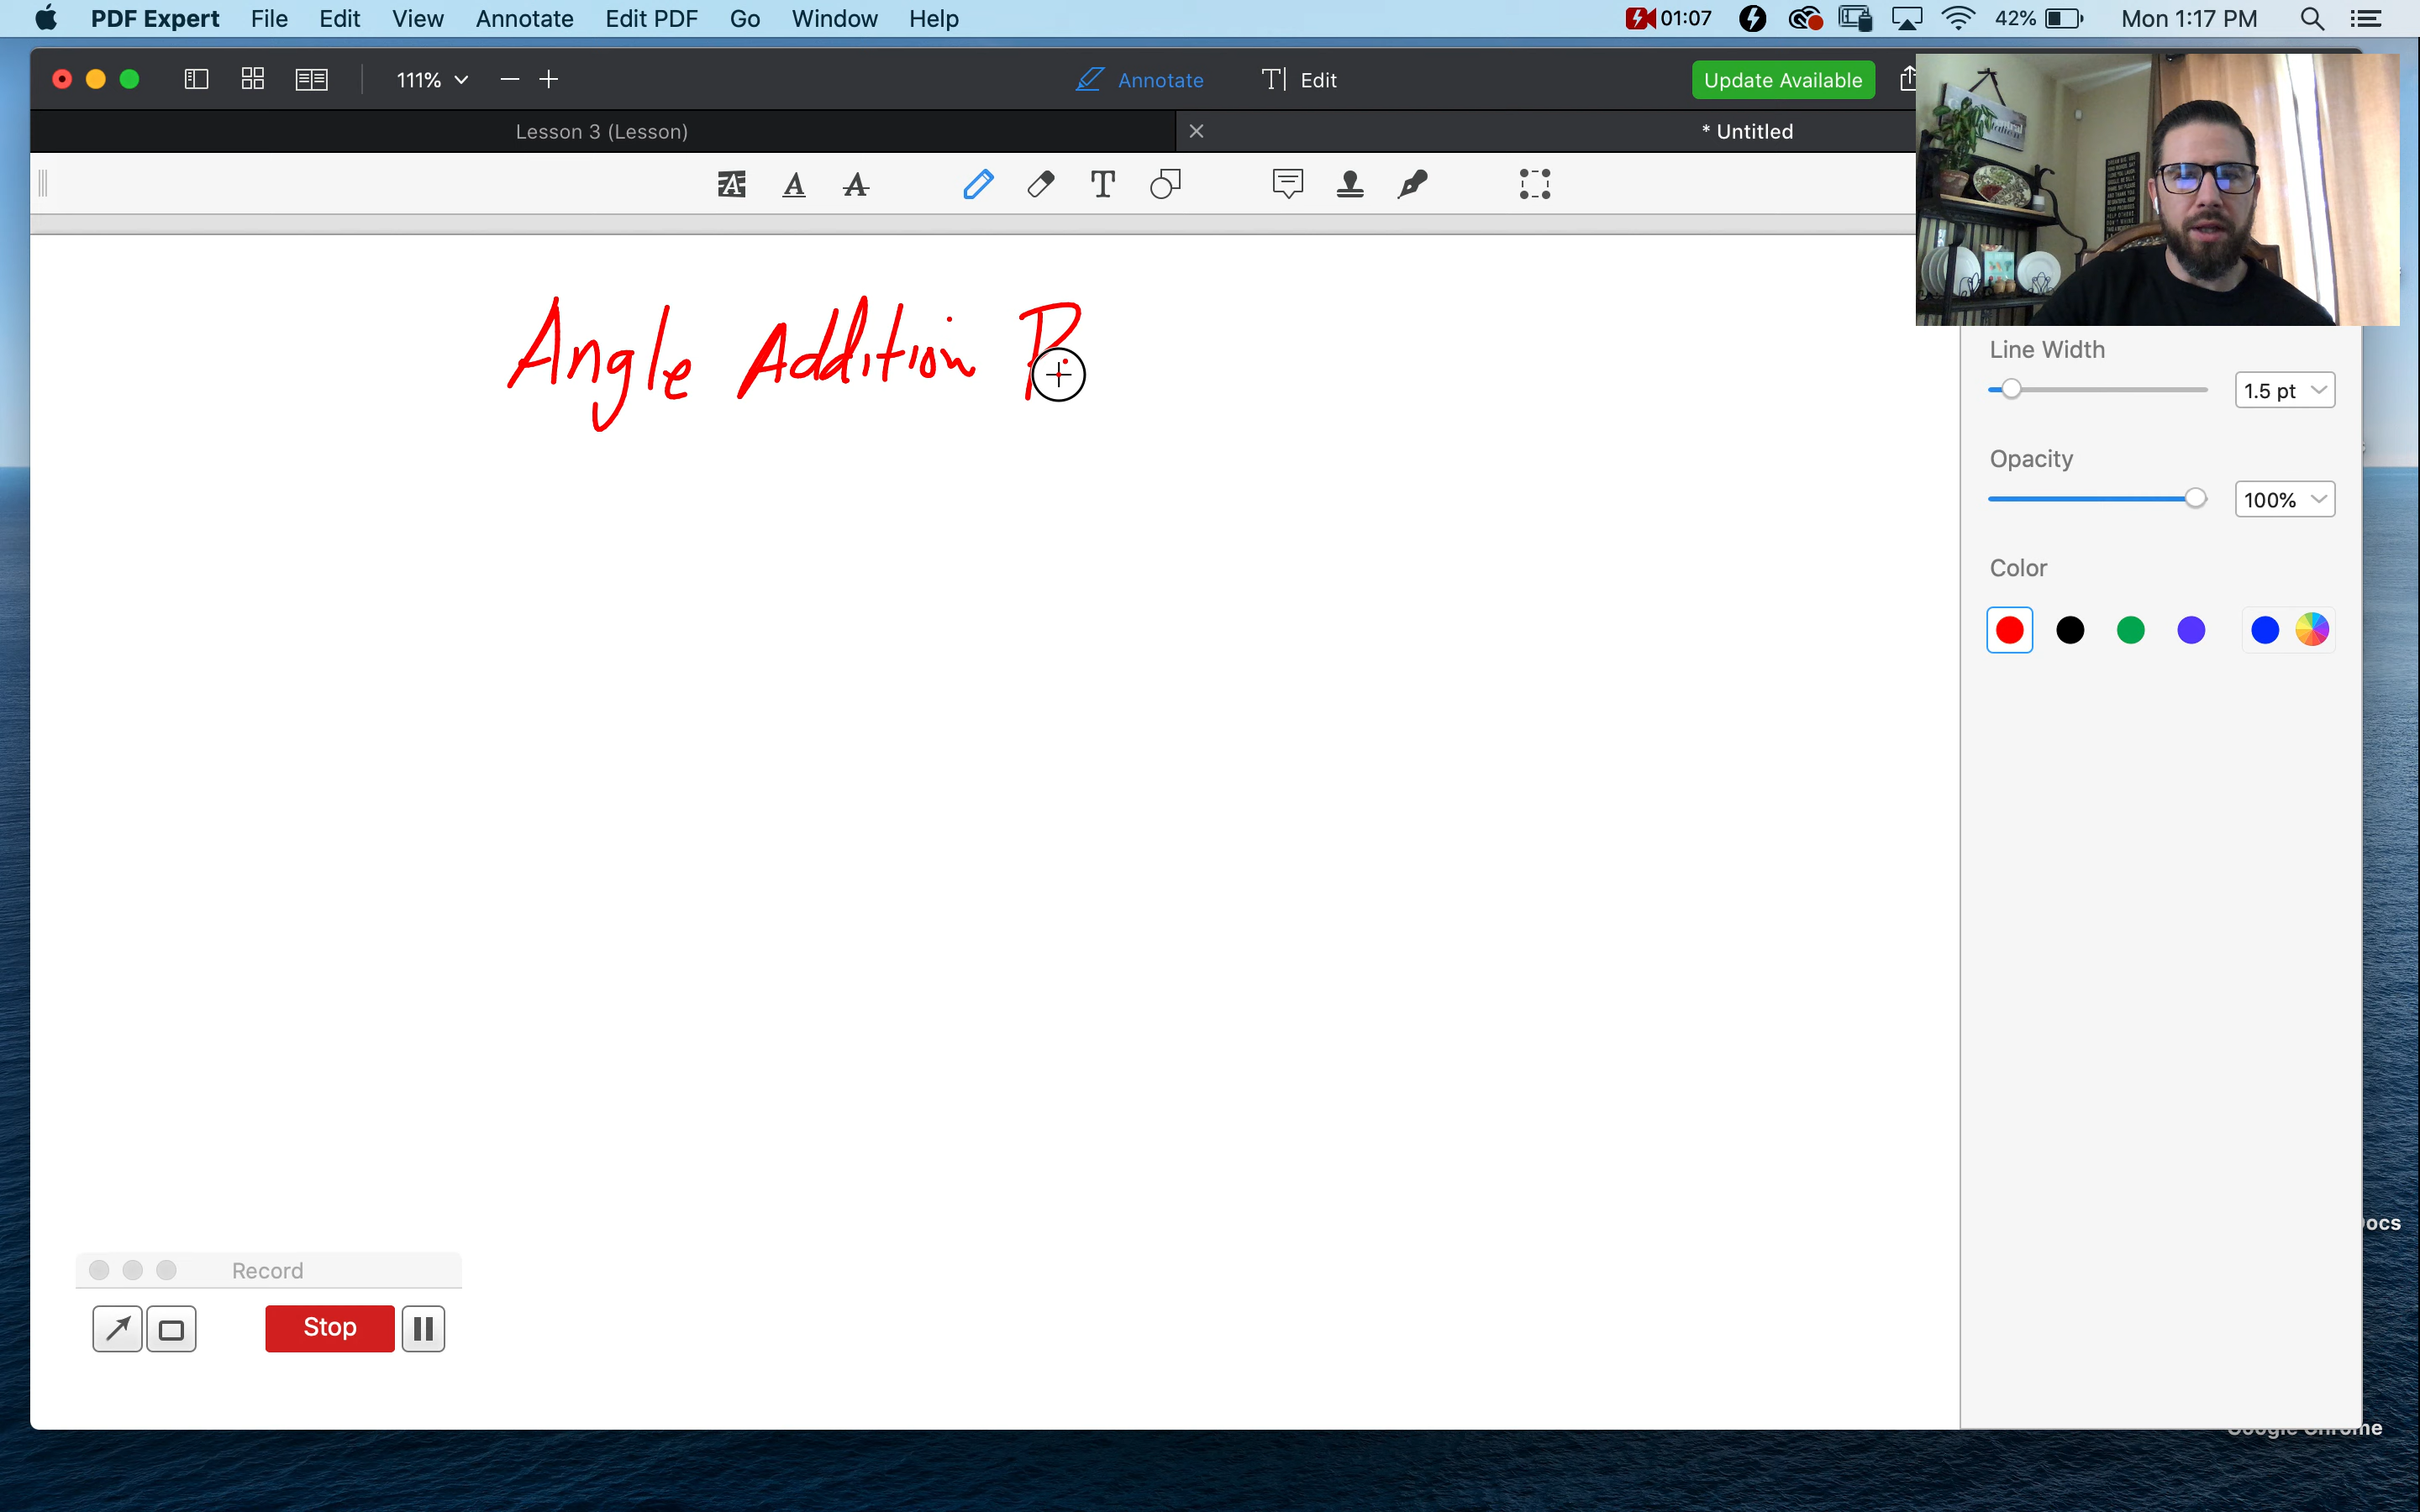 PDF Expert File Edit View Annotate Edit PDF Go Window Help 01:07 42% Mon 1:17 PM
111% Annotate Edit Update Available
Lesson 3 (Lesson) * Untitled
Angle Addition P
Line Width
1.5 pt
Opacity
100%
Color
Record
Stop